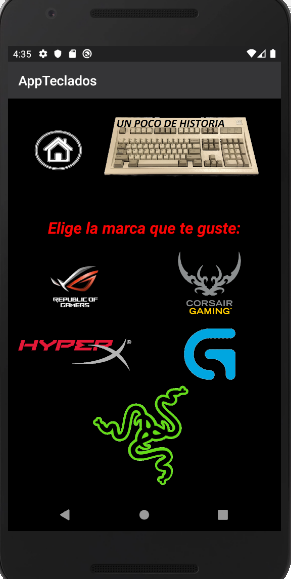 4:35
AppTeclados
UN POCO DE HISTORIA
Elige la marca que te guste:
REPUBLIC OF
GAMERS
CORSAIR
GAMING
HYPERX
G